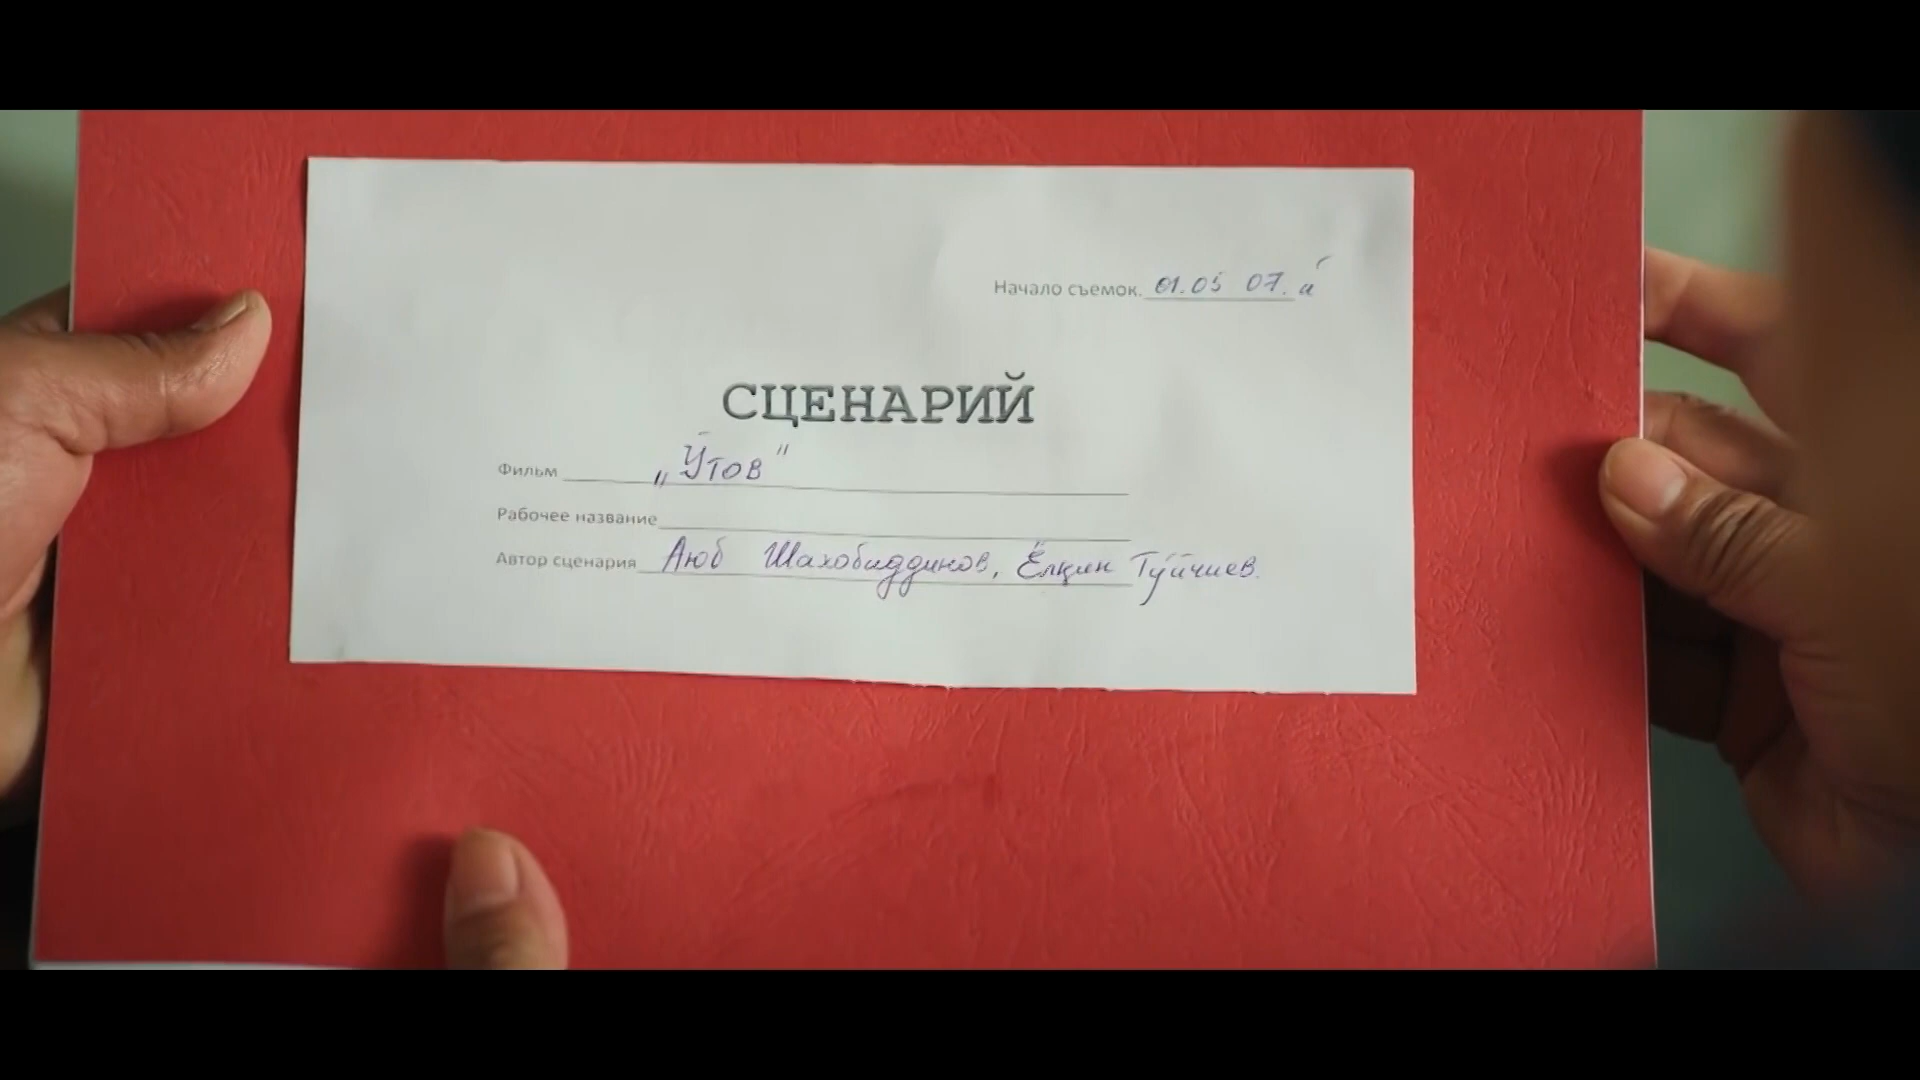 Начало съемок. 01.05 07. й
СЦЕНАРИЙ
Фильм „Ўтов"
Рабочее название
Автор сценария Аюб Шахобиддинов, Ёлқин Тўйчиев.